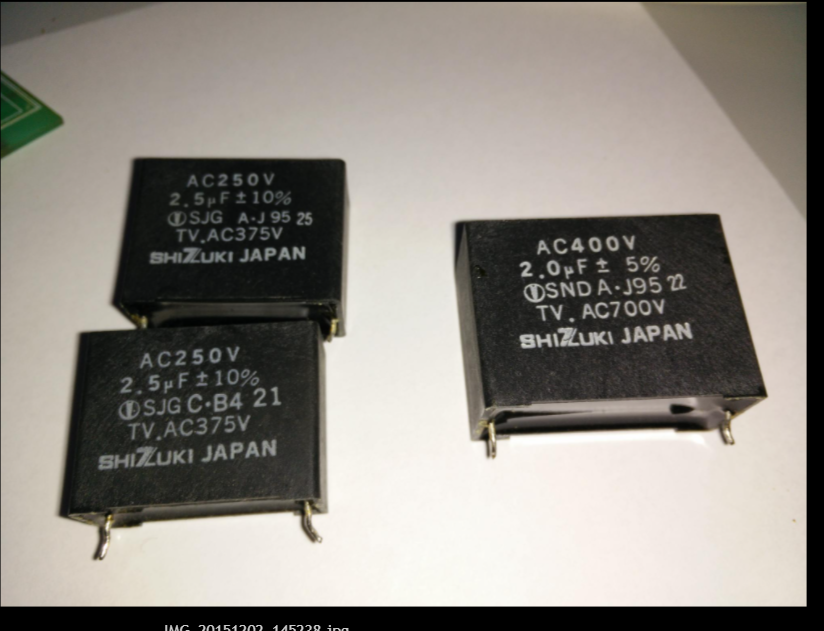 AC250V
2.5μF±10%
SJG A·J 95 25
TV.AC375V
SHIZUKI JAPAN
AC250V
2.5μF±10%
SJG C·B4 21
TV.AC375V
SHIZUKI JAPAN
AC400V
2.0μF± 5%
SND A·J95 22
TV. AC700V
SHIZUKI JAPAN
IMG_20151202_145238.jpg